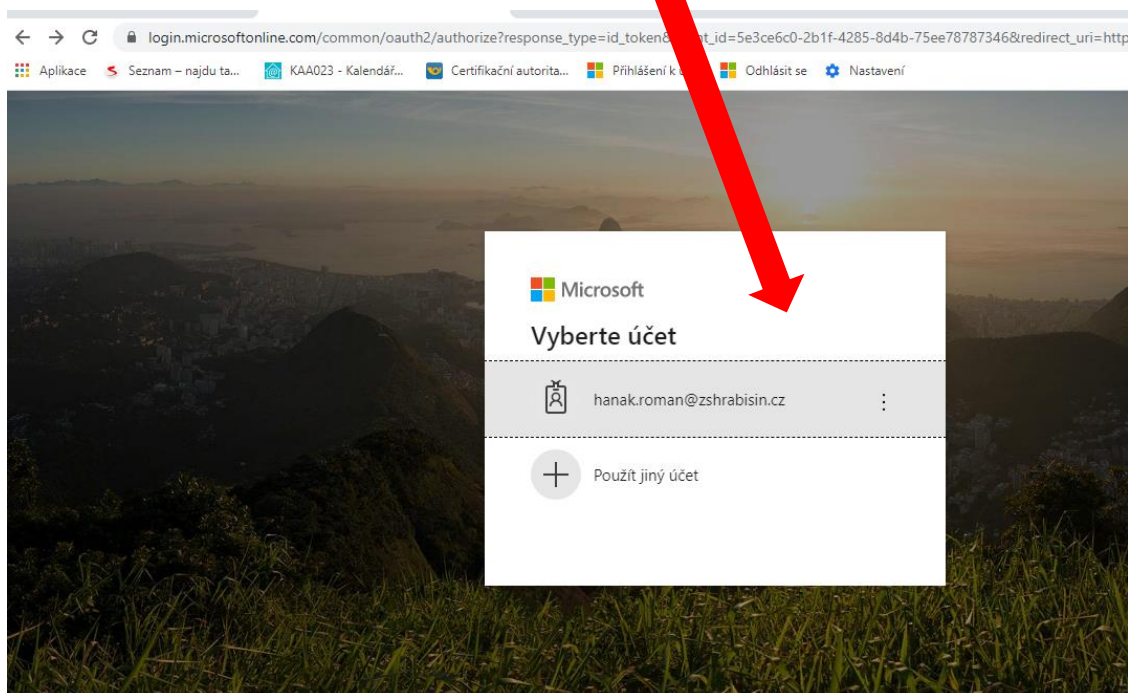 login.microsoftonline.com/common/oauth2/authorize?response_type=id_token& t_id=5e3ce6c0-2b1f-4285-8d4b-75ee78787346&redirect_uri=http
Aplikace Seznam – najdu ta... KAA023 - Kalendář... Certifikační autorita... Přihlášení k Odhlásit se Nastavení
Microsoft
Vyberte účet
hanak.roman@zshrabisin.cz
Použít jiný účet